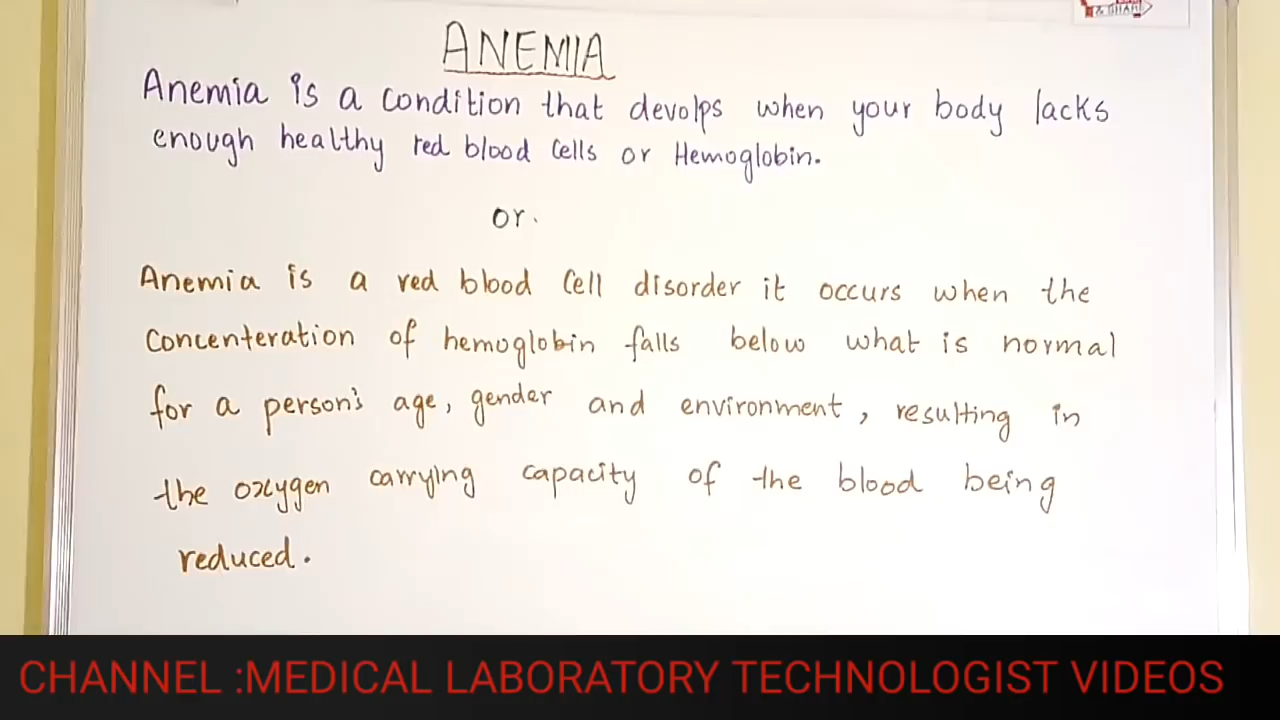 & SHARE
ANEMIA
Anemia is a condition that devolps when your body lacks
enough healthy red blood cells or Hemoglobin.
or.
Anemia is a red blood cell disorder it occurs when the
concenteration of hemoglobin falls below what is normal
for a person's age, gender and environment, resulting in
the oxygen carrying capacity of the blood being
reduced.
CHANNEL :MEDICAL LABORATORY TECHNOLOGIST VIDEOS